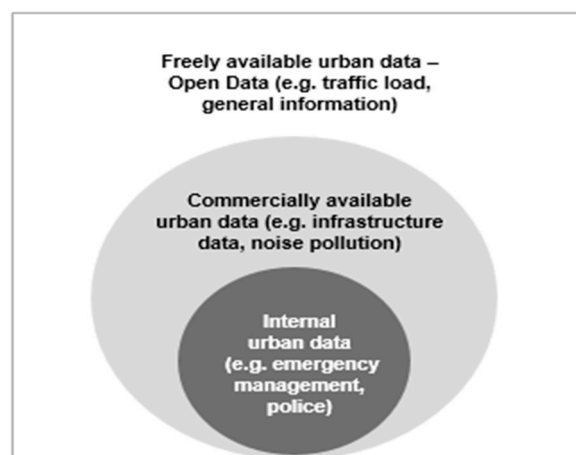 Freely available urban data –
Open Data (e.g. traffic load,
general information)
Commercially available
urban data (e.g. infrastructure
data, noise pollution)
Internal
urban data
(e.g. emergency
management,
police)